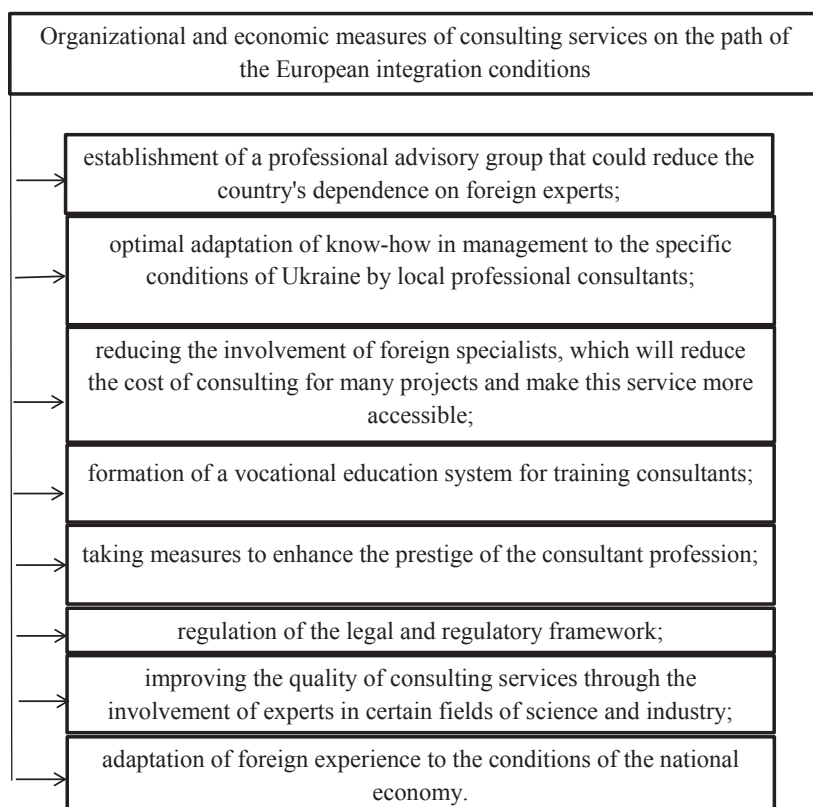 Organizational and economic measures of consulting services on the path of
the European integration conditions
establishment of a professional advisory group that could reduce the
country's dependence on foreign experts;
optimal adaptation of know-how in management to the specific
conditions of Ukraine by local professional consultants;
reducing the involvement of foreign specialists, which will reduce
the cost of consulting for many projects and make this service more
accessible;
formation of a vocational education system for training consultants;
taking measures to enhance the prestige of the consultant profession;
regulation of the legal and regulatory framework;
improving the quality of consulting services through the
involvement of experts in certain fields of science and industry;
adaptation of foreign experience to the conditions of the national
economy.